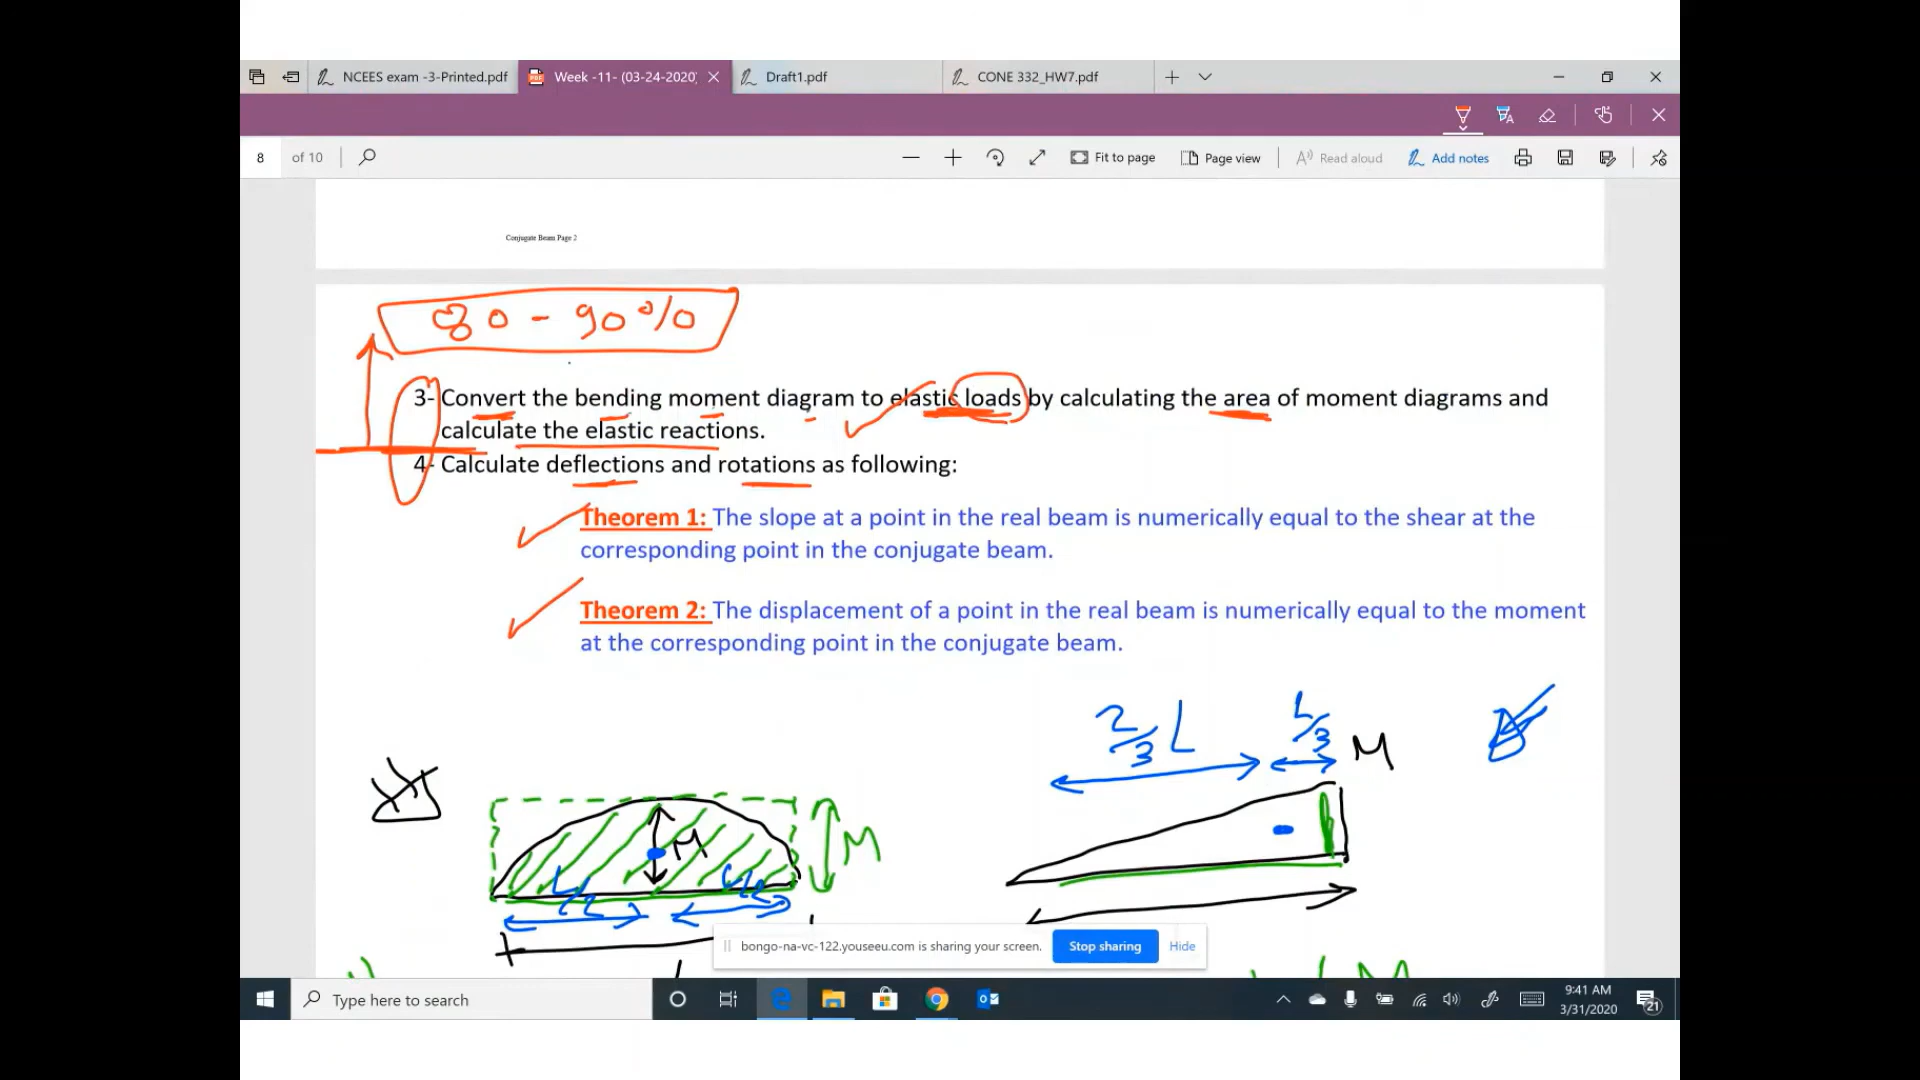 NCEES exam -3-Printed.pdf
Week -11- (03-24-2020)
Draft1.pdf
CONE 332_HW7.pdf
8 of 10
Fit to page
Page view
Read aloud
Add notes
Conjugate Beam Page 2
80 - 90%
3- Convert the bending moment diagram to elastic loads by calculating the area of moment diagrams and
calculate the elastic reactions.
4- Calculate deflections and rotations as following:
Theorem 1: The slope at a point in the real beam is numerically equal to the shear at the
corresponding point in the conjugate beam.
Theorem 2: The displacement of a point in the real beam is numerically equal to the moment
at the corresponding point in the conjugate beam.
2/3 L
L/3
M
M
M
L/2
L/2
bongo-na-vc-122.youseeu.com is sharing your screen.
Stop sharing
Hide
Type here to search
9:41 AM
3/31/2020
21